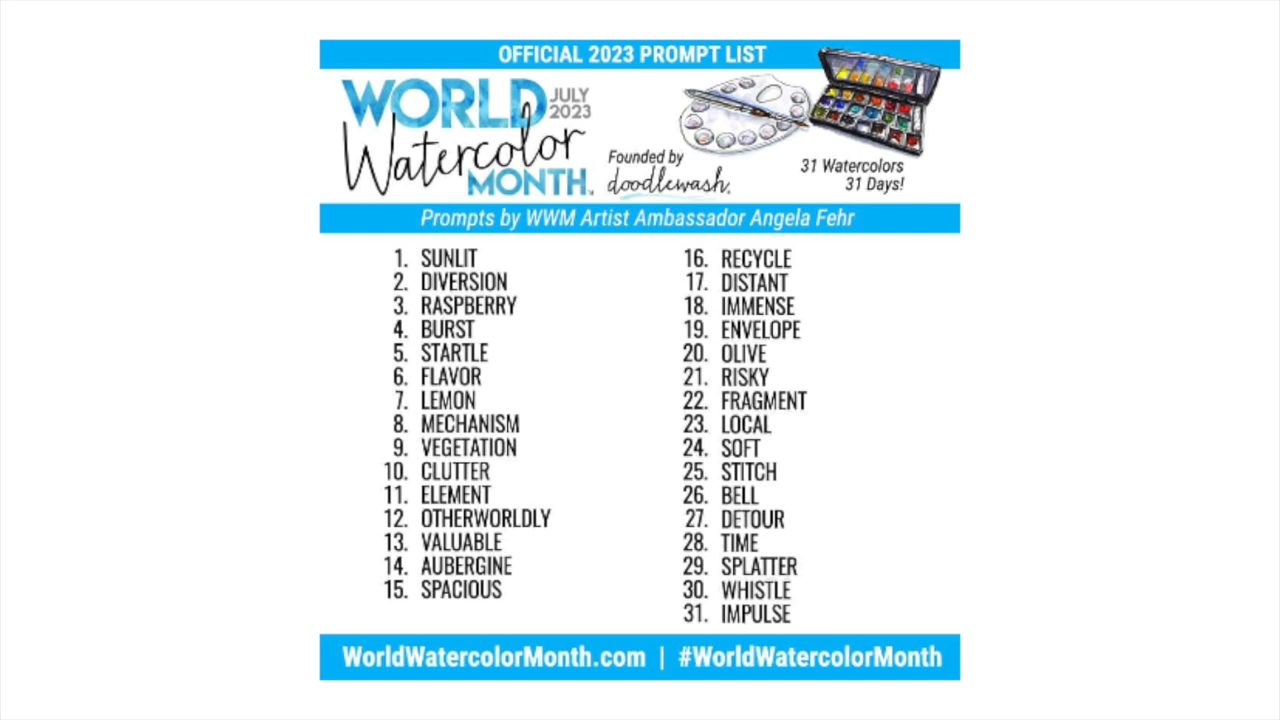 OFFICIAL 2023 PROMPT LIST
WORLD JULY 2023
Watercolor
MONTH
Founded by
doodlewash
31 Watercolors
31 Days!
Prompts by WWM Artist Ambassador Angela Fehr
1. SUNLIT
2. DIVERSION
3. RASPBERRY
4. BURST
5. STARTLE
6. FLAVOR
7. LEMON
8. MECHANISM
9. VEGETATION
10. CLUTTER
11. ELEMENT
12. OTHERWORLDLY
13. VALUABLE
14. AUBERGINE
15. SPACIOUS
16. RECYCLE
17. DISTANT
18. IMMENSE
19. ENVELOPE
20. OLIVE
21. RISKY
22. FRAGMENT
23. LOCAL
24. SOFT
25. STITCH
26. BELL
27. DETOUR
28. TIME
29. SPLATTER
30. WHISTLE
31. IMPULSE
WorldWatercolorMonth.com | #WorldWatercolorMonth